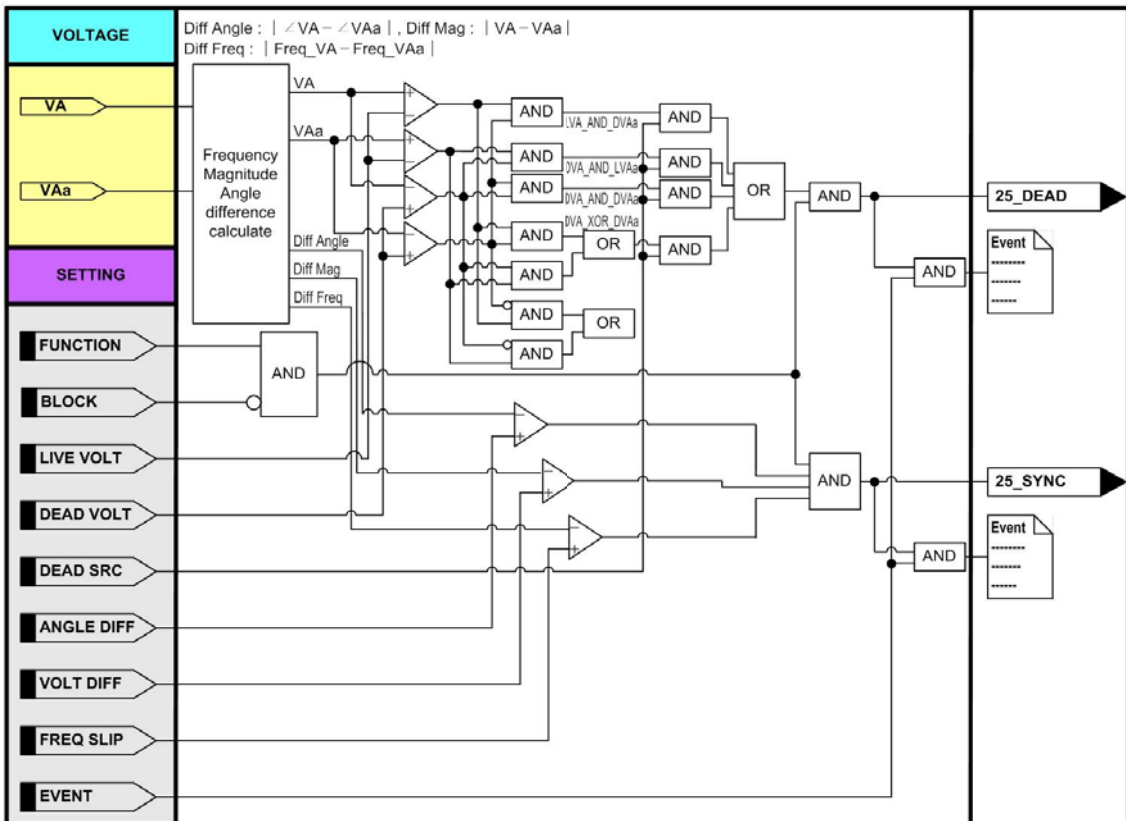 VOLTAGE
Diff Angle : | ∠VA − ∠VAa | , Diff Mag : | VA − VAa |
Diff Freq : | Freq_VA − Freq_VAa |
VA
VAa
Frequency
Magnitude
Angle
difference
calculate
VA
VAa
Diff Angle
Diff Mag
Diff Freq
+
−
+
−
+
−
+
−
AND
LVA_AND_DVAa
AND
AND
DVA_AND_LVAa
AND
AND
DVA_AND_DVAa
AND
DVA_XOR_DVAa
AND
OR
AND
AND
AND
OR
AND
OR
AND
25_DEAD
AND
Event
--------
-------
------
SETTING
FUNCTION
BLOCK
AND
LIVE VOLT
DEAD VOLT
DEAD SRC
ANGLE DIFF
VOLT DIFF
FREQ SLIP
EVENT
−
+
−
+
−
+
AND
25_SYNC
AND
Event
--------
-------
------